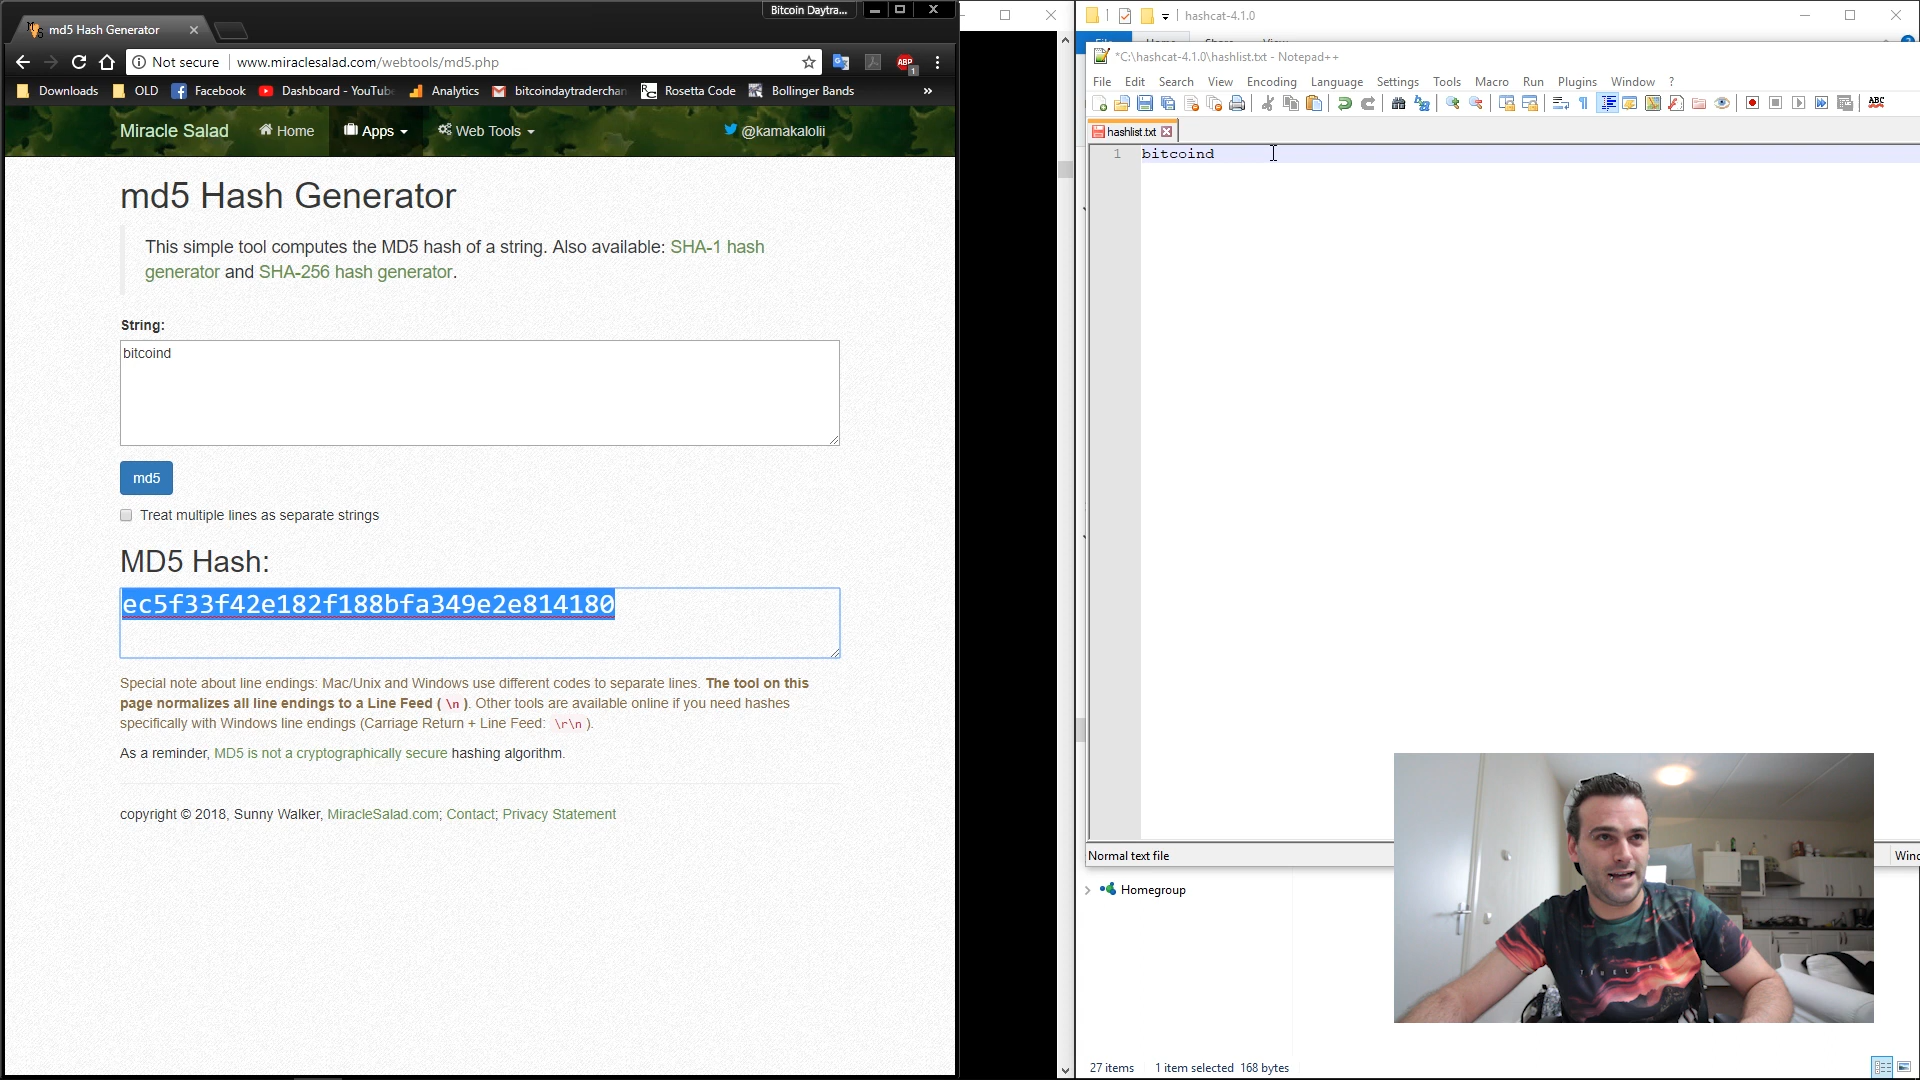 Bitcoin Daytra...
md5 Hash Generator
Not secure
www.miraclesalad.com/webtools/md5.php
ABP
1
Downloads
OLD
Facebook
Dashboard - YouTube
Analytics
bitcoindaytraderchan
Rosetta Code
Bollinger Bands
»
Miracle Salad
Home
Apps
Web Tools
@kamakalolii
md5 Hash Generator
This simple tool computes the MD5 hash of a string. Also available: SHA-1 hash
generator and SHA-256 hash generator.
String:
bitcoind
md5
Treat multiple lines as separate strings
MD5 Hash:
ec5f33f42e182f188bfa349e2e814180
Special note about line endings: Mac/Unix and Windows use different codes to separate lines. The tool on this
page normalizes all line endings to a Line Feed ( \n ). Other tools are available online if you need hashes
specifically with Windows line endings (Carriage Return + Line Feed: \r\n ).
As a reminder, MD5 is not a cryptographically secure hashing algorithm.
copyright © 2018, Sunny Walker, MiracleSalad.com; Contact; Privacy Statement
hashcat-4.1.0
*C:\hashcat-4.1.0\hashlist.txt - Notepad++
File Edit Search View Encoding Language Settings Tools Macro Run Plugins Window ?
ABC
hashlist.txt
1 bitcoind
Normal text file
Winc
Homegroup
27 items 1 item selected 168 bytes